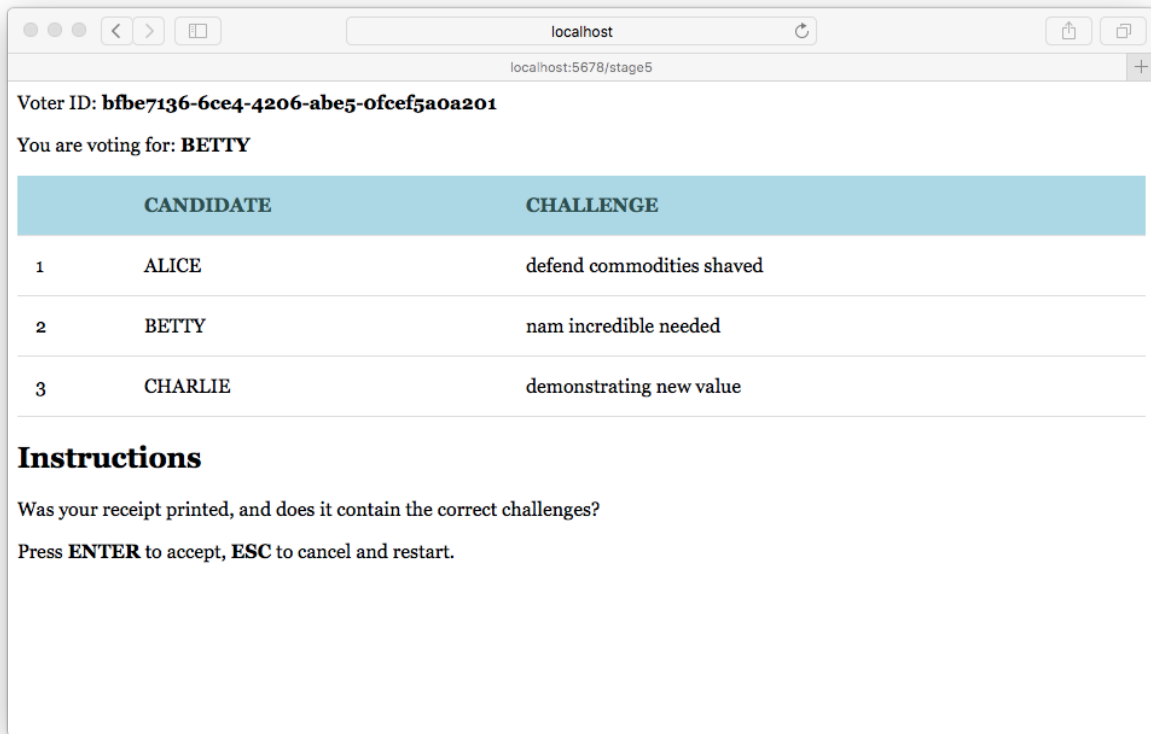 localhost
localhost:5678/stage5
+
Voter ID: bfbe7136-6ce4-4206-abe5-0fcef5a0a201
You are voting for: BETTY
CANDIDATE CHALLENGE
1 ALICE defend commodities shaved
2 BETTY nam incredible needed
3 CHARLIE demonstrating new value
Instructions
Was your receipt printed, and does it contain the correct challenges?
Press ENTER to accept, ESC to cancel and restart.